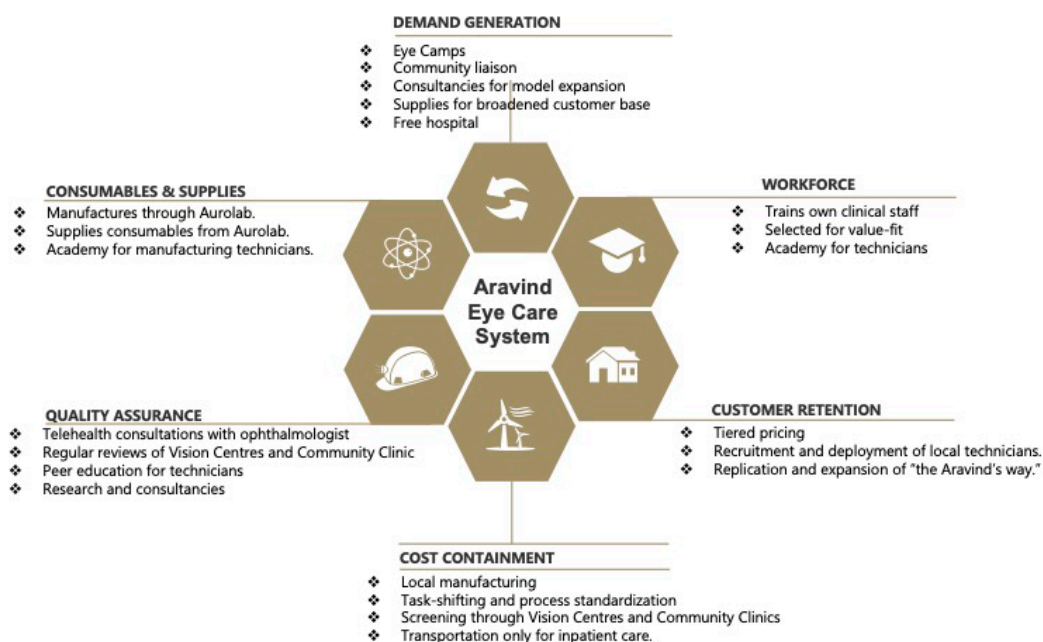 DEMAND GENERATION
❖ Eye Camps
❖ Community liaison
❖ Consultancies for model expansion
❖ Supplies for broadened customer base
❖ Free hospital
CONSUMABLES & SUPPLIES
❖ Manufactures through Aurolab.
❖ Supplies consumables from Aurolab.
❖ Academy for manufacturing technicians.
WORKFORCE
❖ Trains own clinical staff
❖ Selected for value-fit
❖ Academy for technicians
Aravind
Eye Care
System
QUALITY ASSURANCE
❖ Telehealth consultations with ophthalmologist
❖ Regular reviews of Vision Centres and Community Clinic
❖ Peer education for technicians
❖ Research and consultancies
CUSTOMER RETENTION
❖ Tiered pricing
❖ Recruitment and deployment of local technicians.
❖ Replication and expansion of “the Aravind’s way.”
COST CONTAINMENT
❖ Local manufacturing
❖ Task-shifting and process standardization
❖ Screening through Vision Centres and Community Clinics
❖ Transportation only for inpatient care.